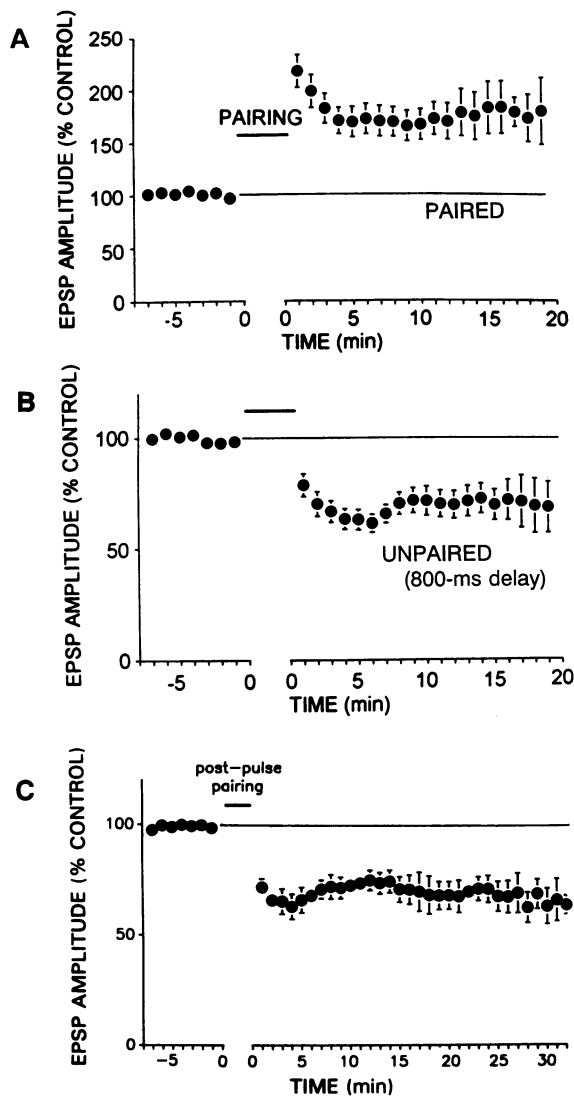 A
EPSP AMPLITUDE (% CONTROL)
250
200
150
100
50
0
PAIRING
PAIRED
-5
0
0
5
10
15
20
TIME (min)
B
EPSP AMPLITUDE (% CONTROL)
100
50
0
UNPAIRED
(800-ms delay)
-5
0
0
5
10
15
20
TIME (min)
C
EPSP AMPLITUDE (% CONTROL)
post-pulse
pairing
100
50
0
-5
0
0
5
10
15
20
25
30
TIME (min)